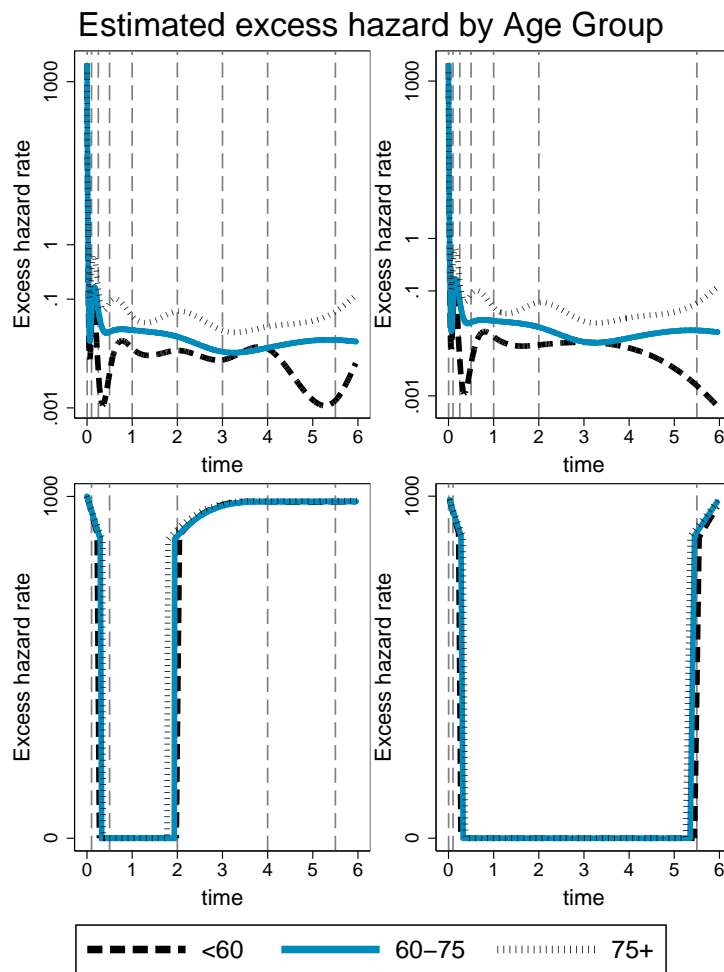 Estimated excess hazard by Age Group
Excess hazard rate
1000
1
.1
.001
0 1 2 3 4 5 6
time
Excess hazard rate
1000
1
.1
.001
0 1 2 3 4 5 6
time
Excess hazard rate
1000
0
0 1 2 3 4 5 6
time
Excess hazard rate
1000
0
0 1 2 3 4 5 6
time
<60 60−75 75+